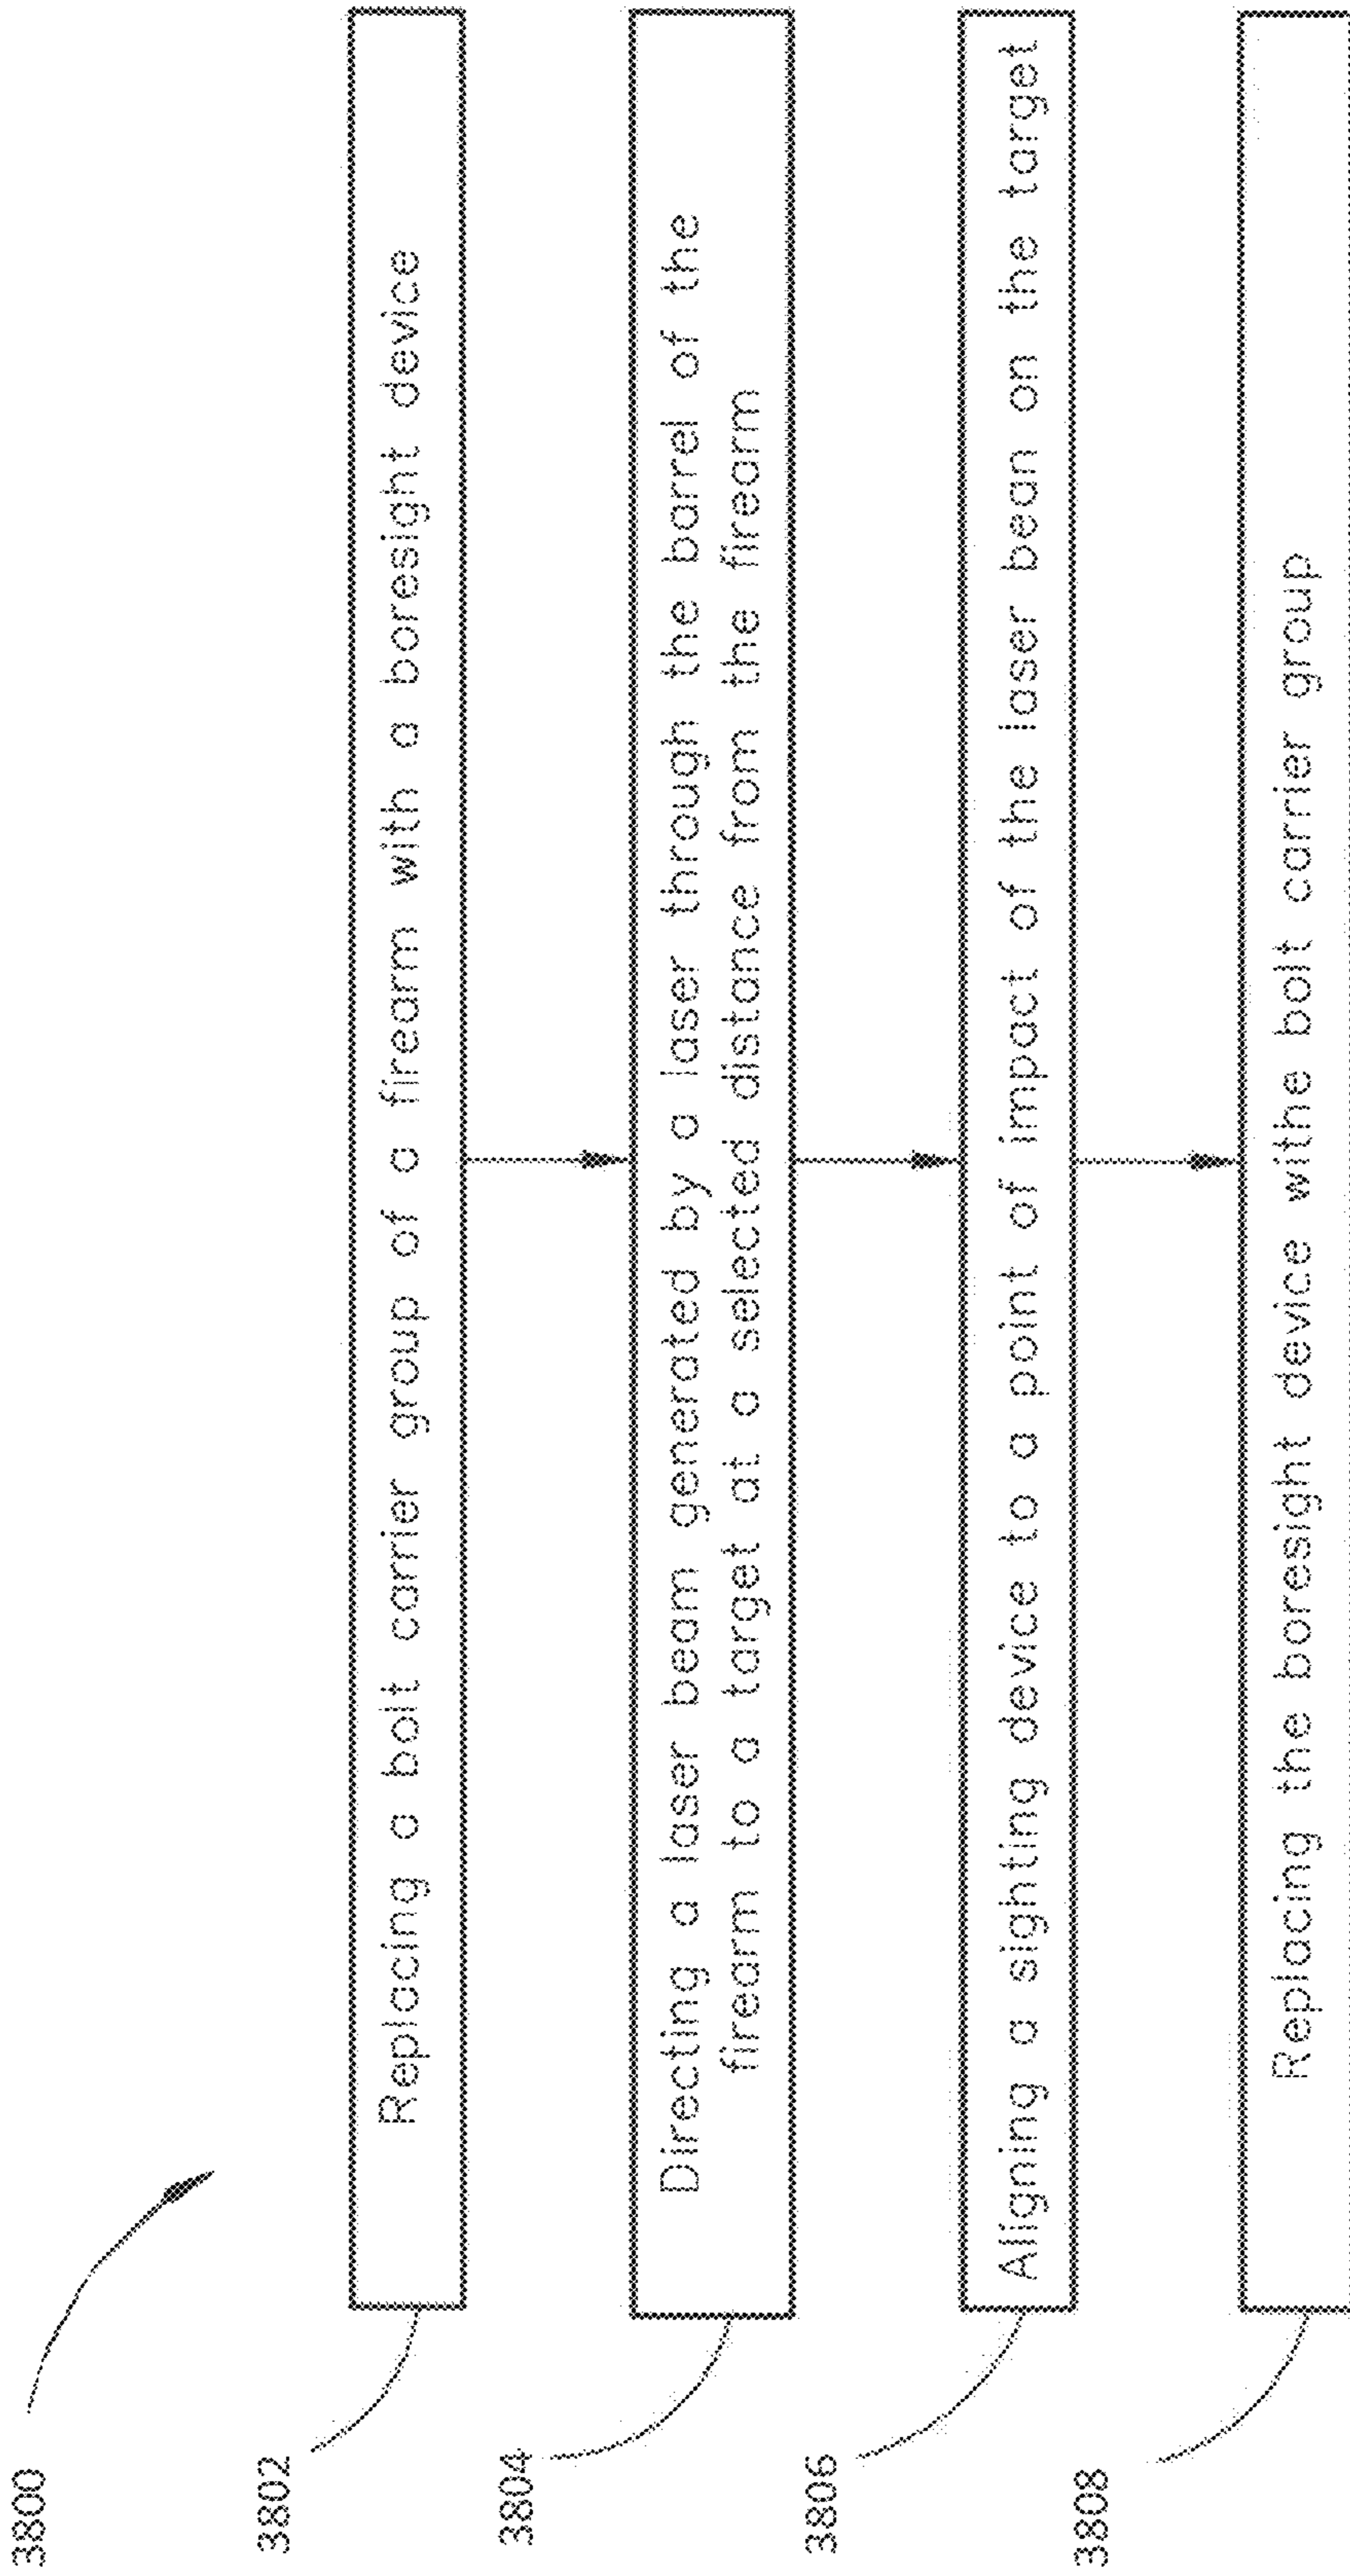 3800
3802
Replacing a bolt carrier group of a firearm with a boresight device
3804
Directing a laser beam generated by a laser through the barrel of the
firearm to a target at a selected distance from the firearm
3806
Aligning a sighting device to a point of impact of the laser bean on the target
3808
Replacing the boresight device withe the bolt carrier group